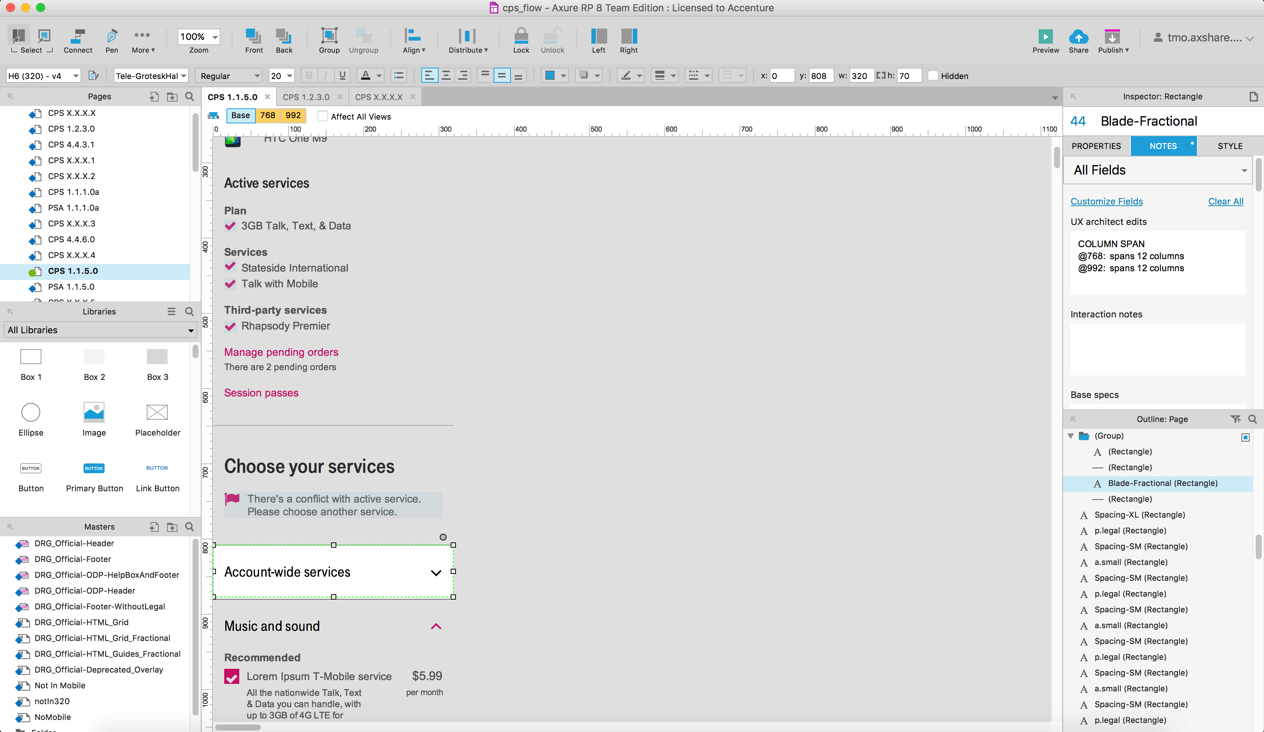 cps_flow - Axure RP 8 Team Edition : Licensed to Accenture
Select
Connect
Pen
More
100%
Zoom
Front
Back
Group
Ungroup
Align
Distribute
Lock
Unlock
Left
Right
Preview
Share
Publish
tmo.axshare....
H6 (320) - v4
Tele-GroteskHal
Regular
20
B
I
U
A
x: 0
y: 808
w: 320
h: 70
Hidden
Pages
CPS X.X.X.X
CPS 1.2.3.0
CPS 4.4.3.1
CPS X.X.X.1
CPS X.X.X.2
CPS 1.1.1.0a
PSA 1.1.1.0a
CPS X.X.X.3
CPS 4.4.6.0
CPS X.X.X.4
CPS 1.1.5.0
PSA 1.1.5.0
CPS X.X.X.5
Libraries
All Libraries
Box 1
Box 2
Box 3
Ellipse
Image
Placeholder
BUTTON
BUTTON
BUTTON
Button
Primary Button
Link Button
Masters
DRG_Official-Header
DRG_Official-Footer
DRG_Official-ODP-HelpBoxAndFooter
DRG_Official-ODP-Header
DRG_Official-Footer-WithoutLegal
DRG_Official-HTML_Grid
DRG_Official-HTML_Grid_Fractional
DRG_Official-HTML_Guides_Fractional
DRG_Official-Deprecated_Overlay
Not In Mobile
notIn320
NoMobile
Folder
CPS 1.1.5.0
CPS 1.2.3.0
CPS X.X.X.X
Base
768
992
Affect All Views
0
100
200
300
400
500
600
700
800
900
1000
1100
300
400
500
600
700
800
900
1000
HTC One M9
Active services
Plan
3GB Talk, Text, & Data
Services
Stateside International
Talk with Mobile
Third-party services
Rhapsody Premier
Manage pending orders
There are 2 pending orders
Session passes
Choose your services
There's a conflict with active service.
Please choose another service.
Account-wide services
Music and sound
Recommended
Lorem Ipsum T-Mobile service
$5.99
per month
All the nationwide Talk, Text
& Data you can handle, with
up to 3GB of 4G LTE for
Inspector: Rectangle
44
Blade-Fractional
PROPERTIES
NOTES *
STYLE
All Fields
Customize Fields
Clear All
UX architect edits
COLUMN SPAN
@768: spans 12 columns
@992: spans 12 columns
Interaction notes
Base specs
Outline: Page
(Group)
A (Rectangle)
(Rectangle)
A Blade-Fractional (Rectangle)
(Rectangle)
A Spacing-XL (Rectangle)
A p.legal (Rectangle)
A Spacing-SM (Rectangle)
A a.small (Rectangle)
A Spacing-SM (Rectangle)
A p.legal (Rectangle)
A Spacing-SM (Rectangle)
A a.small (Rectangle)
A Spacing-SM (Rectangle)
A p.legal (Rectangle)
A Spacing-SM (Rectangle)
A a.small (Rectangle)
A Spacing-SM (Rectangle)
A p.legal (Rectangle)